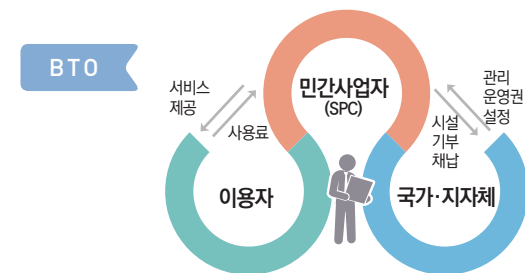 BTO
민간사업자
(SPC)
서비스
제공
사용료
관리
운영권
설정
시설
기부
채납
이용자
국가·지자체